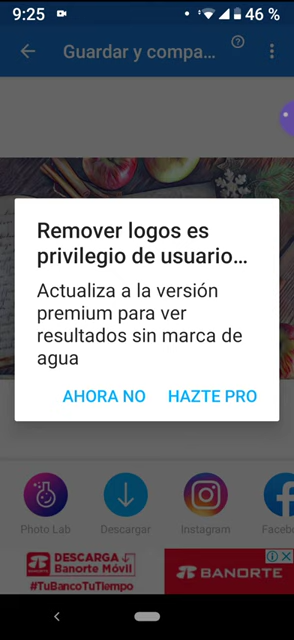 9:25
46 %
Guardar y compa...
?
Remover logos es
privilegio de usuario...
Actualiza a la versión
premium para ver
resultados sin marca de
agua
AHORA NO
HAZTE PRO
Photo Lab
Descargar
Instagram
Facebo
DESCARGA
Banorte Móvil
#TuBancoTuTiempo
BANORTE